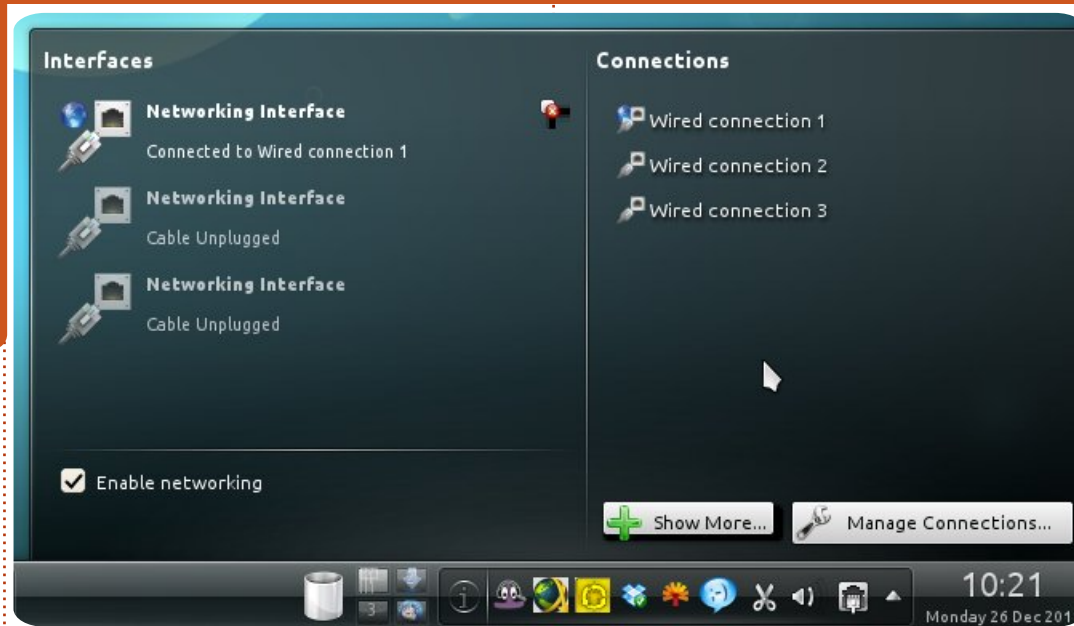 Interfaces
Networking Interface
Connected to Wired connection 1
Networking Interface
Cable Unplugged
Networking Interface
Cable Unplugged
Enable networking
Connections
Wired connection 1
Wired connection 2
Wired connection 3
Show More...
Manage Connections...
3
10:21
Monday 26 Dec 201